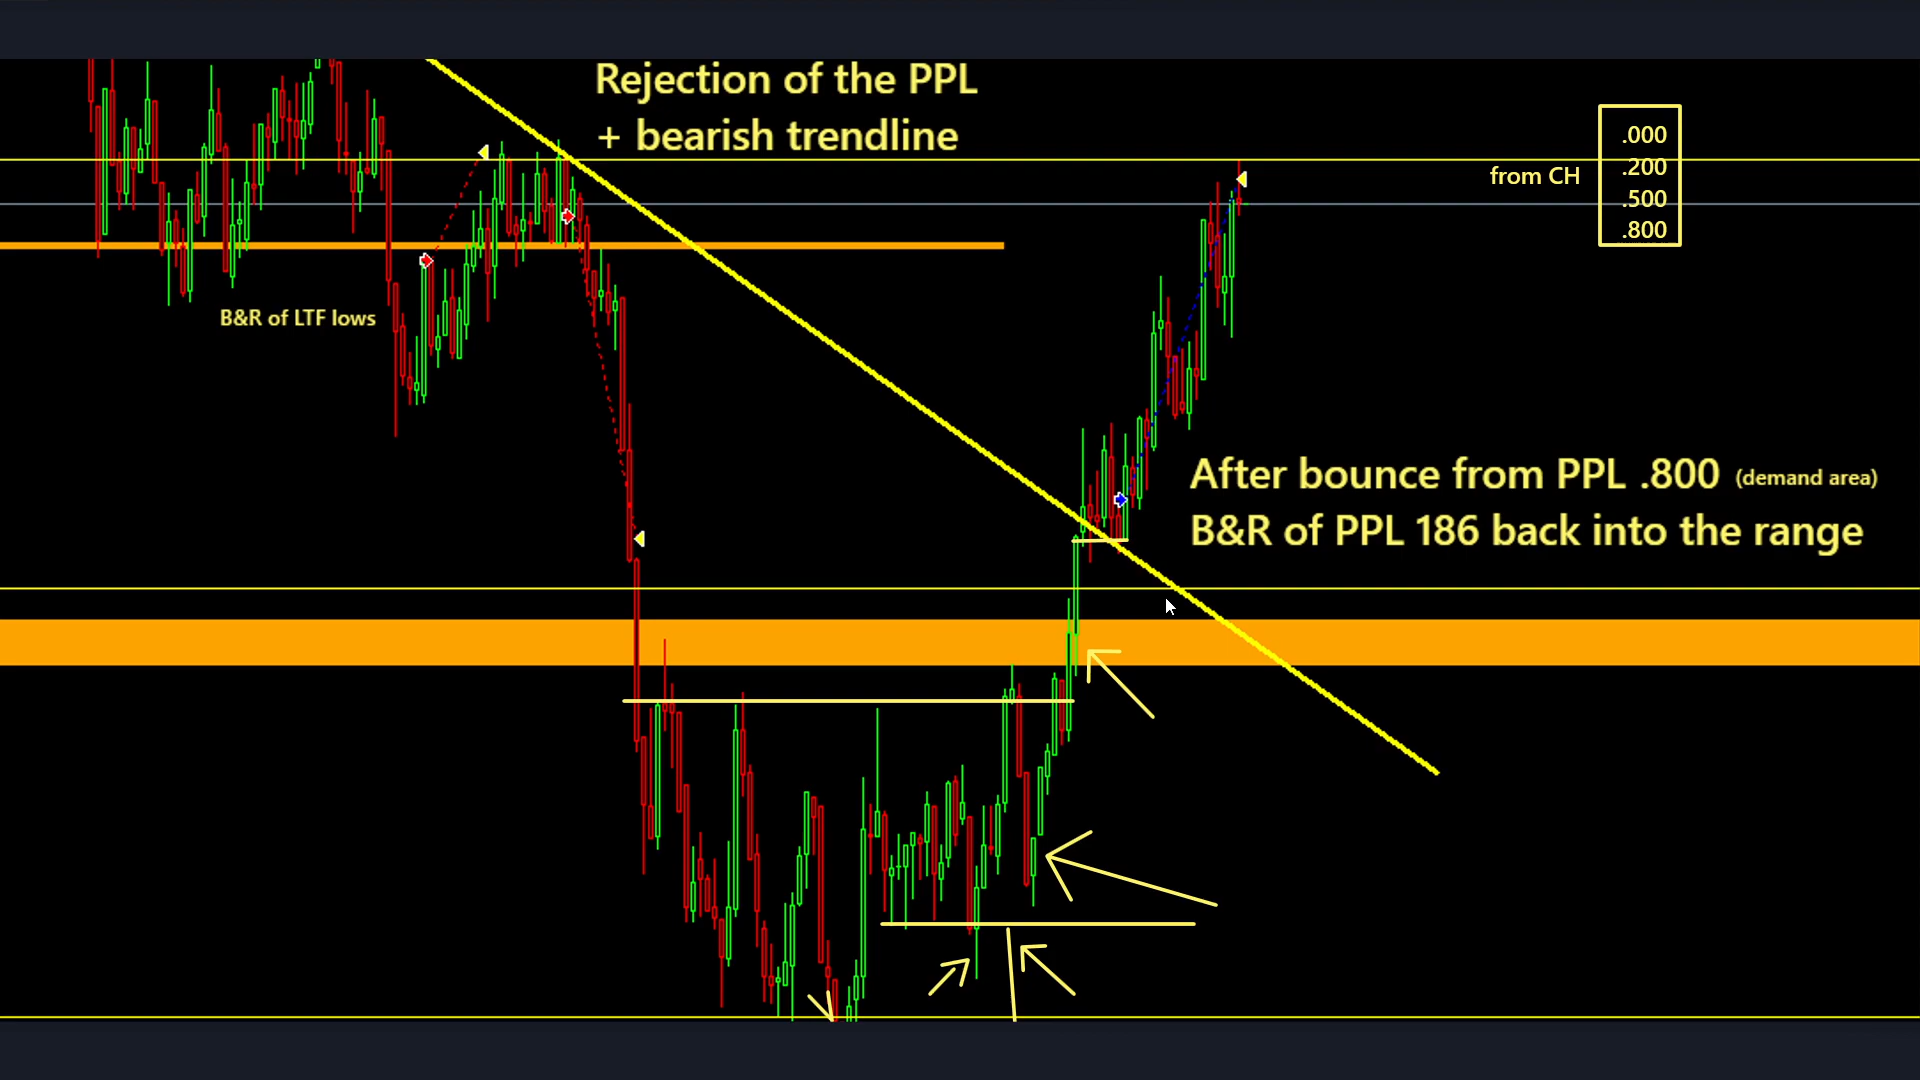 Rejection of the PPL
+ bearish trendline
.000
.200
from CH
.500
.800
B&R of LTF lows
After bounce from PPL .800 (demand area)
B&R of PPL 186 back into the range